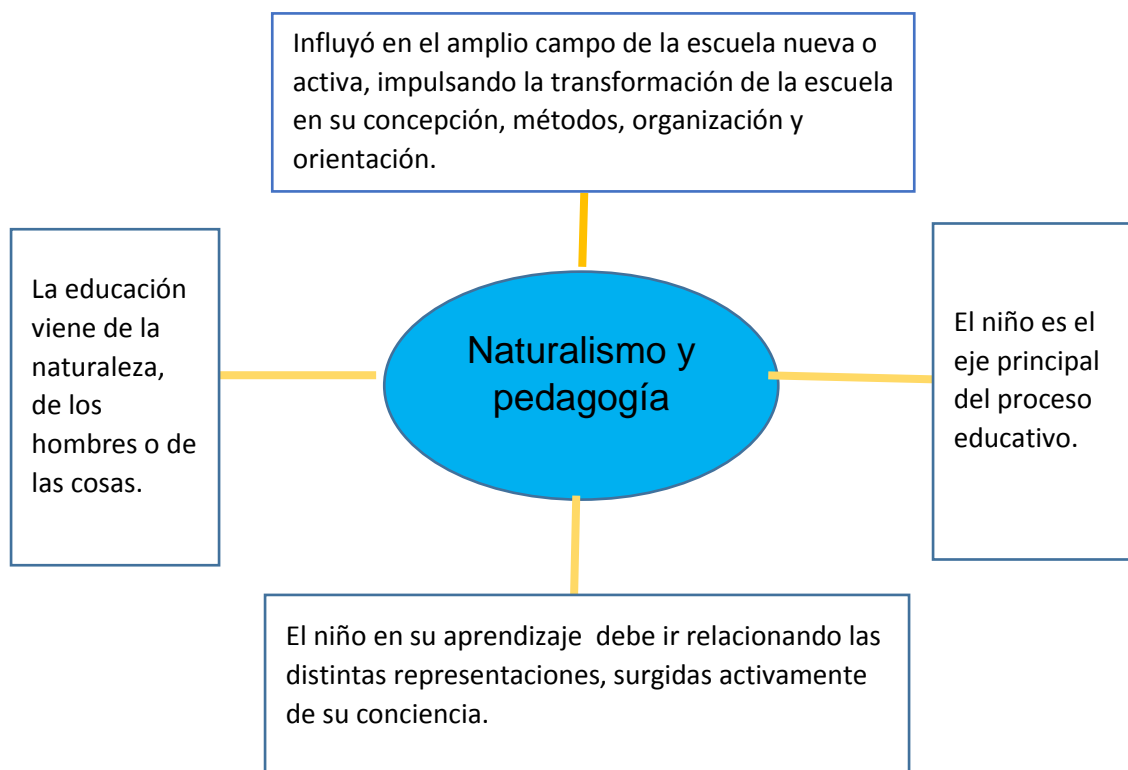 Influyó en el amplio campo de la escuela nueva o
activa, impulsando la transformación de la escuela
en su concepción, métodos, organización y
orientación.
La educación
viene de la
naturaleza,
de los
hombres o de
las cosas.
Naturalismo y
pedagogía
El niño es el
eje principal
del proceso
educativo.
El niño en su aprendizaje  debe ir relacionando las
distintas representaciones, surgidas activamente
de su conciencia.